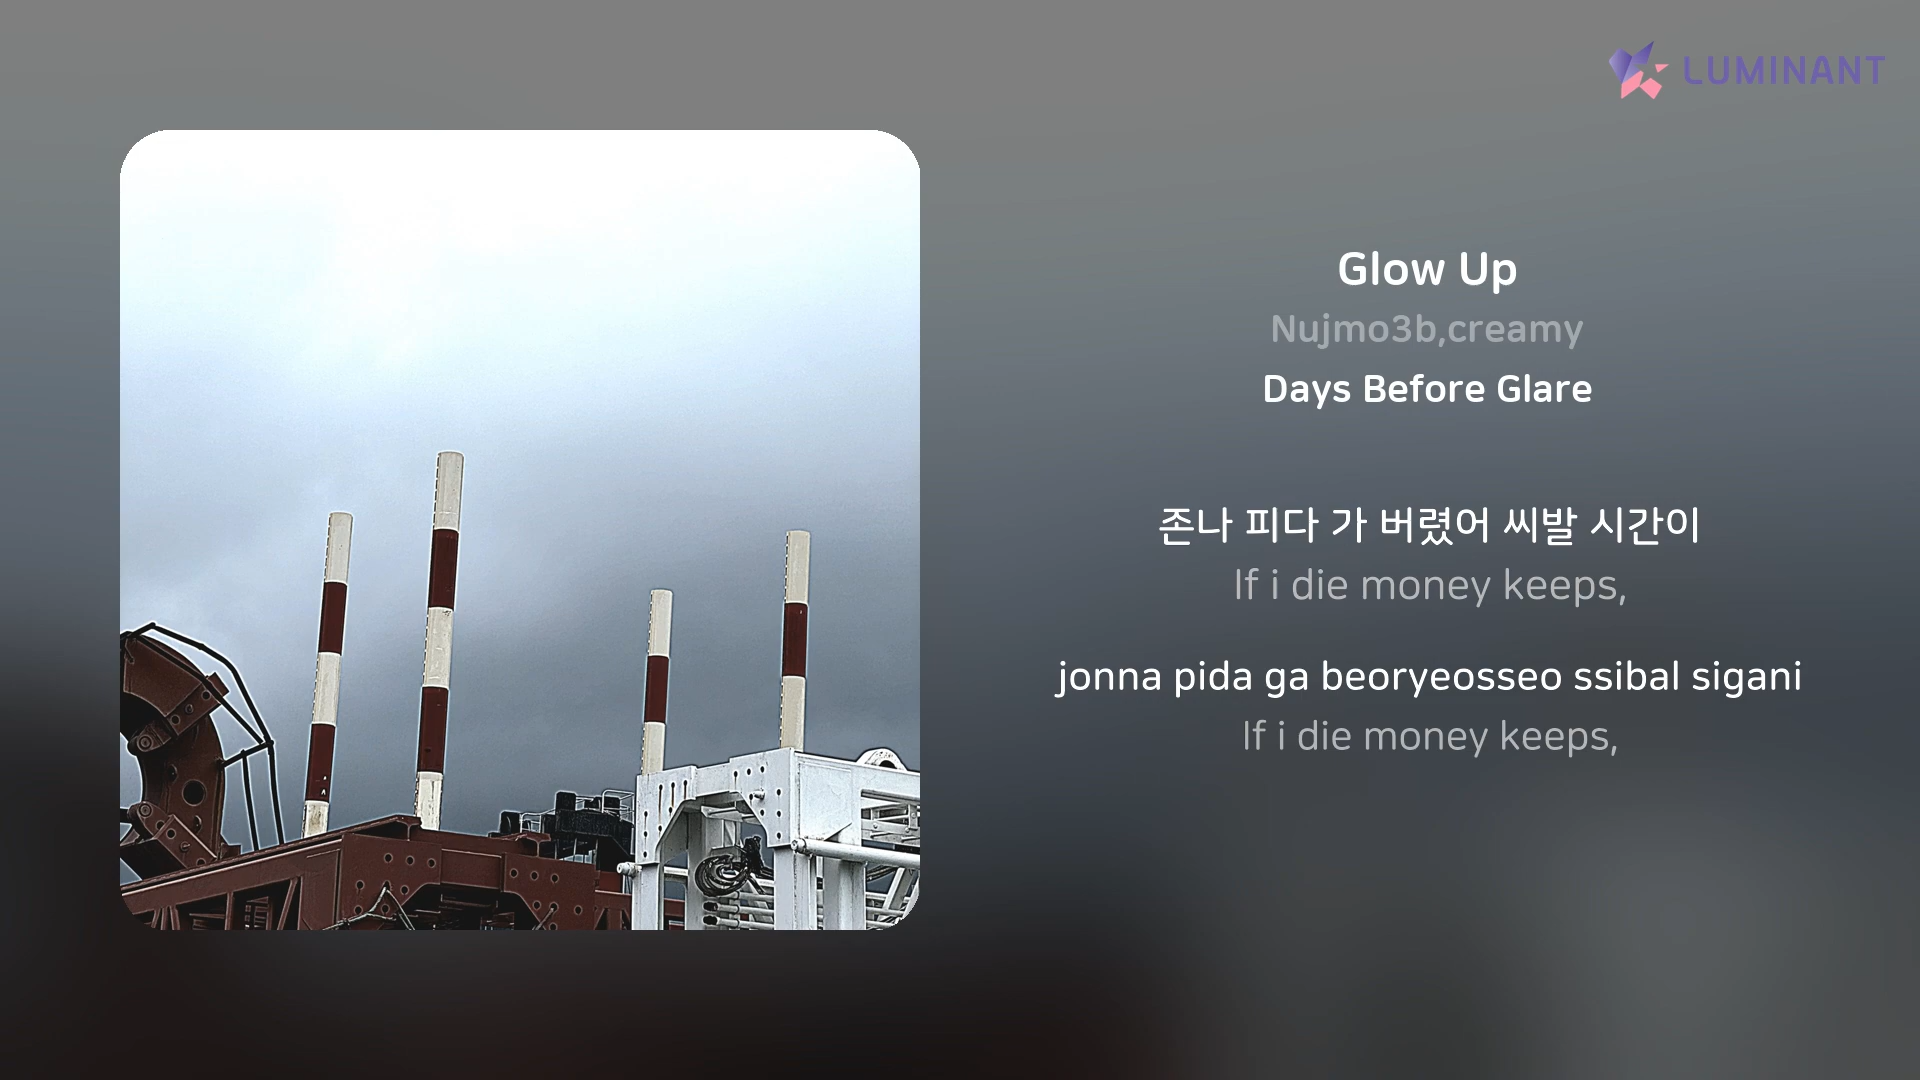 LUMINANT
Glow Up
Nujmo3b,creamy
Days Before Glare
존나 피다 가 버렸어 씨발 시간이
If i die money keeps,
jonna pida ga beoryeosseo ssibal sigani
If i die money keeps,